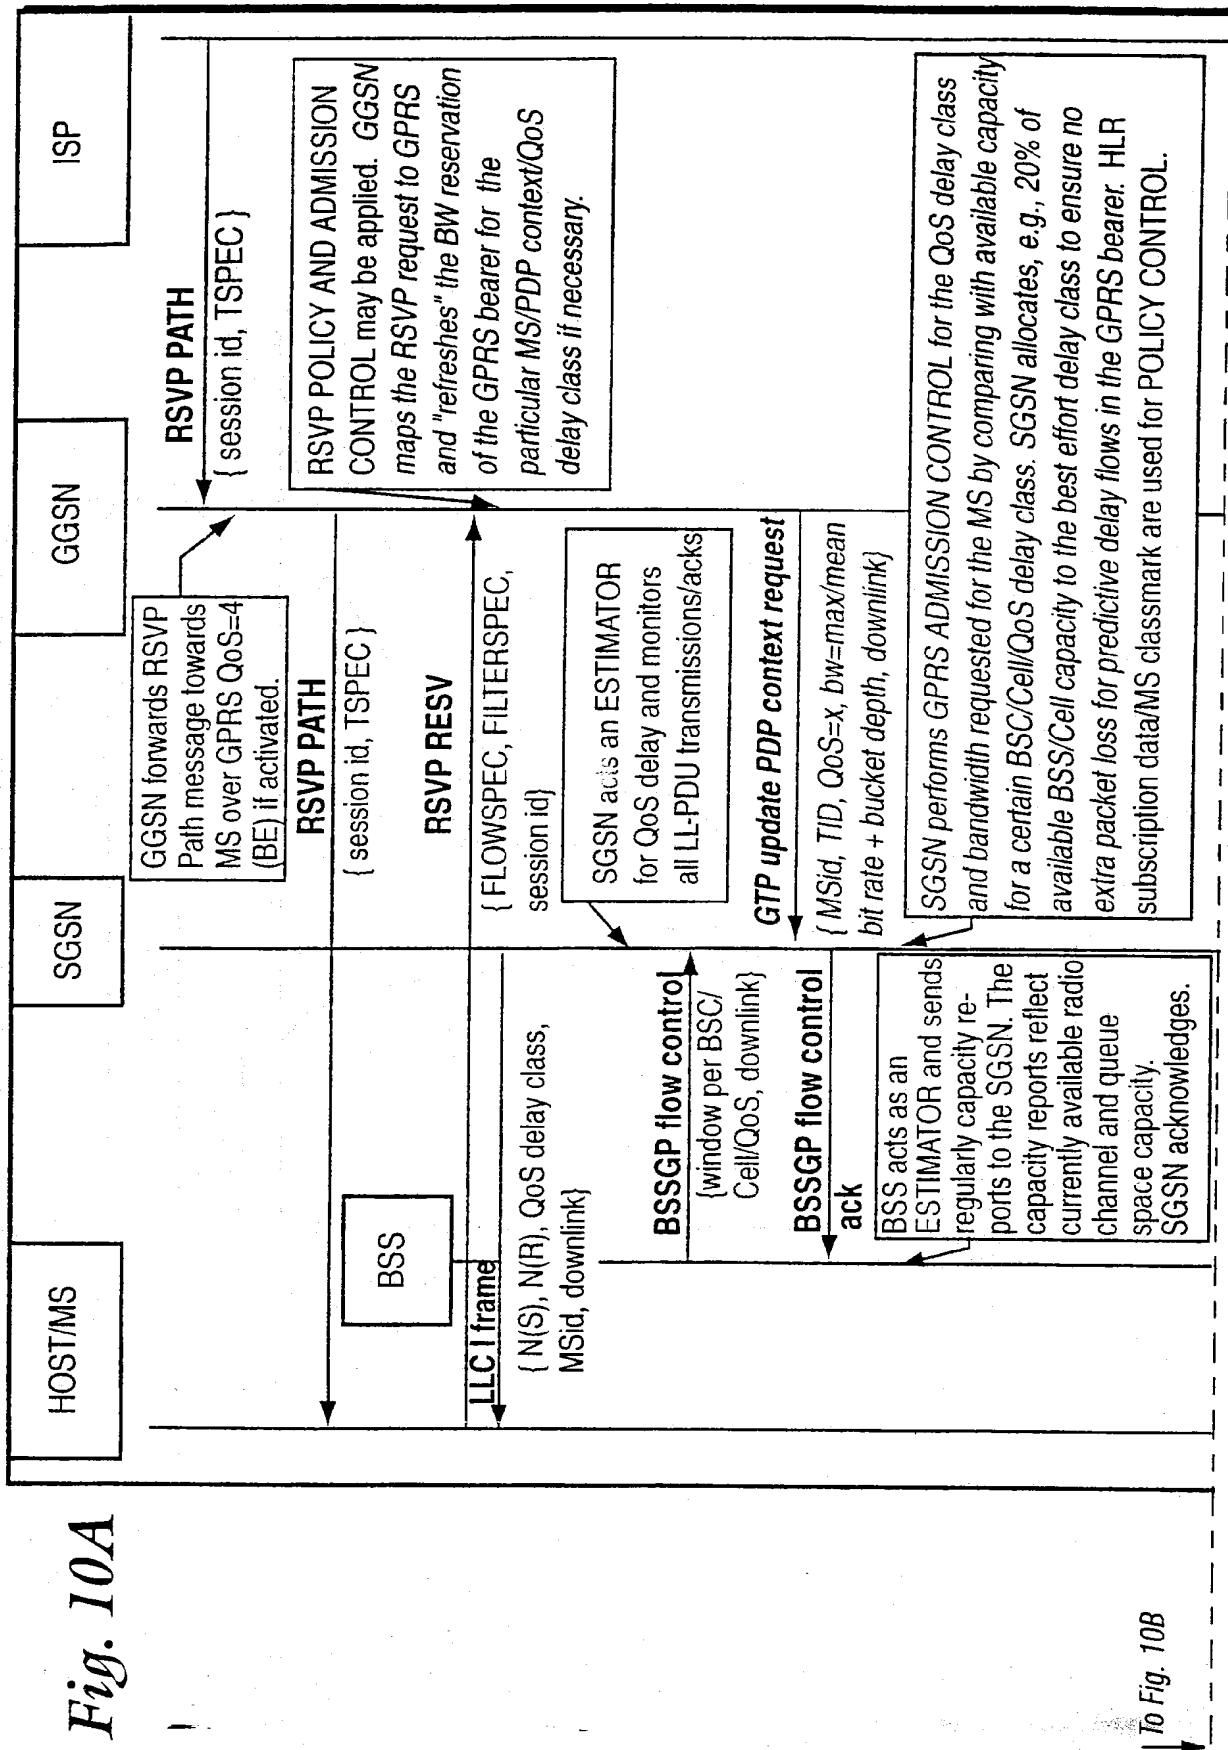 Fig. 10A
HOST/MS
SGSN
GGSN
ISP
RSVP PATH
{ session id, TSPEC }
GGSN forwards RSVP
Path message towards
MS over GPRS QoS=4
(BE) if activated.
RSVP PATH
{ session id, TSPEC }
RSVP POLICY AND ADMISSION
CONTROL may be applied. GGSN
maps the RSVP request to GPRS
and "refreshes" the BW reservation
of the GPRS bearer for the
particular MS/PDP context/QoS
delay class if necessary.
BSS
RSVP RESV
{ FLOWSPEC, FILTERSPEC,
session id}
LLC I frame
{ N(S), N(R), QoS delay class,
MSid, downlink}
SGSN acts an ESTIMATOR
for QoS delay and monitors
all LL-PDU transmissions/acks
BSSGP flow control
{window per BSC/
Cell/QoS, downlink}
GTP update PDP context request
{ MSid, TID, QoS=x, bw=max/mean
bit rate + bucket depth, downlink}
BSSGP flow control
ack
BSS acts as an
ESTIMATOR and sends
regularly capacity re-
ports to the SGSN. The
capacity reports reflect
currently available radio
channel and queue
space capacity.
SGSN acknowledges.
SGSN performs GPRS ADMISSION CONTROL for the QoS delay class
and bandwidth requested for the MS by comparing with available capacity
for a certain BSC/Cell/QoS delay class. SGSN allocates, e.g., 20% of
available BSS/Cell capacity to the best effort delay class to ensure no
extra packet loss for predictive delay flows in the GPRS bearer. HLR
subscription data/MS classmark are used for POLICY CONTROL.
To Fig. 10B